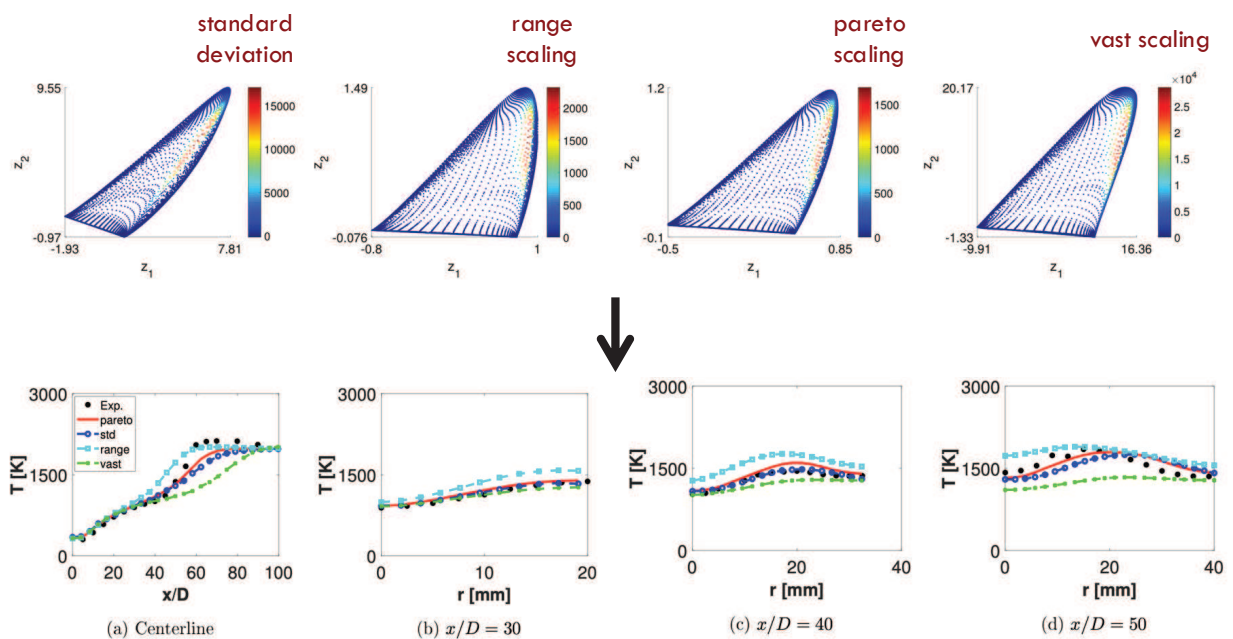 standard
deviation
range
scaling
pareto
scaling
vast scaling
9.55
z2
-0.97
-1.93
7.81
z1
15000
10000
5000
0
1.49
z2
-0.076
-0.8
1
z1
2000
1500
1000
500
0
1.2
z2
-0.1
-0.5
0.85
z1
1500
1000
500
0
20.17
z2
-1.33
-9.91
16.36
z1
×10^4
2.5
2
1.5
1
0.5
0
3000
1500
0
T [K]
Exp.
pareto
std
range
vast
0 20 40 60 80 100
x/D
(a) Centerline
3000
1500
0
T [K]
0 10 20
r [mm]
(b) x/D = 30
3000
1500
0
T [K]
0 20 40
r [mm]
(c) x/D = 40
3000
1500
0
T [K]
0 20 40
r [mm]
(d) x/D = 50